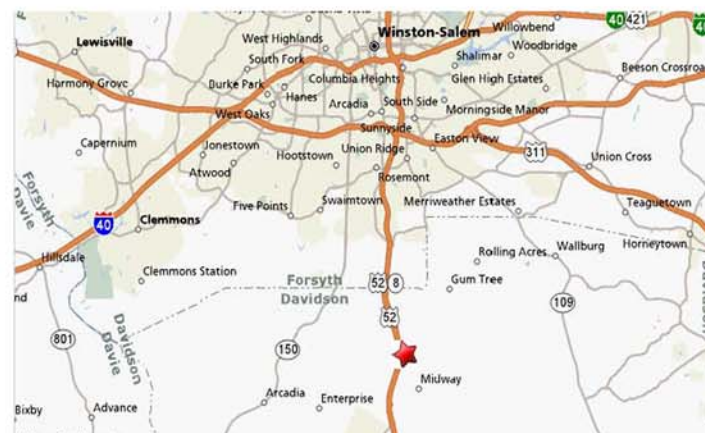 40
421
Willowbend
West Highlands
Winston-Salem
Lewisville
Woodbridge
Shalimar
South Fork
Columbia Heights
Glen High Estates
Beeson Crossroa
Harmony Grove
Burke Park
Hanes
Arcadia
South Side
Morningside Manor
West Oaks
Sunnyside
Easton View
Capernium
Jonestown
Hootstown
Union Ridge
311
Union Cross
Atwood
Rosemont
Forsyth
Davie
Five Points
Swaimtown
Merriweather Estates
Teaguetown
40
Clemmons
Horneytown
Hillsdale
Rolling Acres
Wallburg
Clemmons Station
Forsyth
Davidson
52
8
Gum Tree
109
52
Davidson
Davie
801
150
Midway
Arcadia
Enterprise
Bixby
Advance